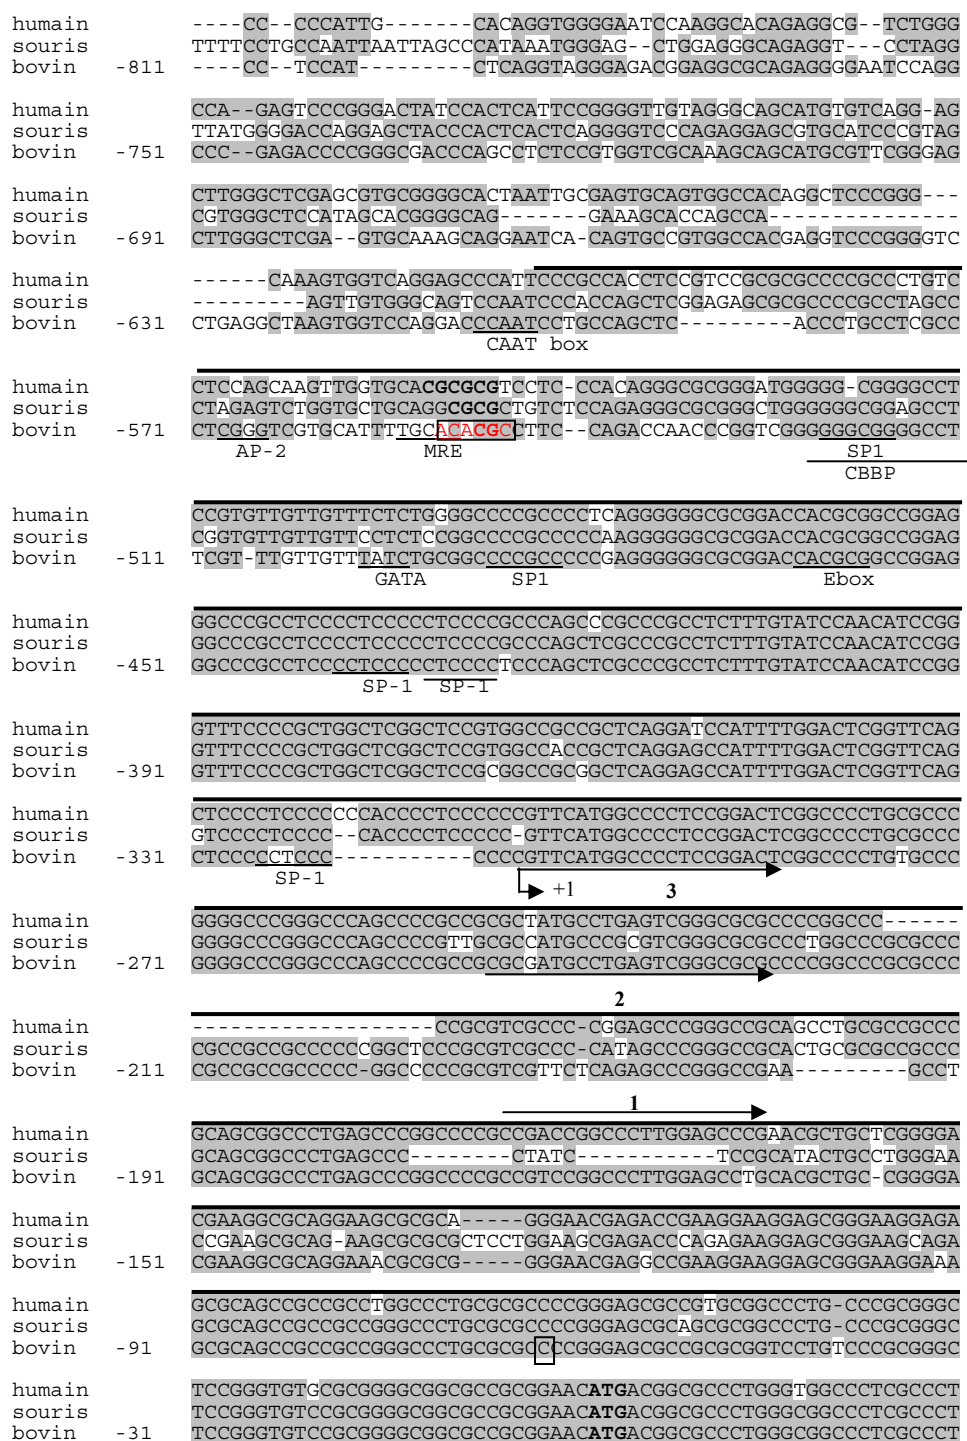 humain ----CC--CCCATTG-------CACAGGTGGGGAATCCAAGGCACAGAGGCG--TCTGGG
souris TTTTCCTGCCAATTAATTAGCCCATAAATGGGAG--CTGGAGGGCAGAGGT---CCTAGG
bovin -811 ----CC--TCCAT---------CTCAGGTAGGGAGACGGAGGCGCAGAGGGGAATCCAGG
humain CCA--GAGTCCCGGGACTATCCACTCATTCCGGGGTTGTAGGGCAGCATGTGTCAGG-AG
souris TTATGGGGACCAGGAGCTACCCACTCACTCAGGGGTCCCAGAGGAGCGTGCATCCCGTAG
bovin -751 CCC--GAGACCCCGGGCGACCCAGCCTCTCCGTGGTCGCAAAGCAGCATGCGTTCGGGAG
humain CTTGGGCTCGAGCGTGCGGGGCACTAATTGCGAGTGCAGTGGCCACAGGCTCCCGGG---
souris CGTGGGCTCCATAGCACGGGGCAG-------GAAAGCACCAGCCA---------------
bovin -691 CTTGGGCTCGA--GTGCAAAGCAGGAATCA-CAGTGCCGTGGCCACGAGGTCCCGGGGTC
humain ------CAAAGTGGTCAGGAGCCCATTCCCGCCACCTCCGTCCGCGCGCCCCGCCCTGTC
souris ---------AGTTGTGGGCAGTCCAATCCCACCAGCTCGGAGAGCGCGCCCCGCCTAGCC
bovin -631 CTGAGGCTAAGTGGTCCAGGACCCCAATCCTGCCAGCTC---------ACCCTGCCTCGCC
CAAT box
humain CTCCAGCAAGTTGGTGCACGCGCGTCCTC-CCACAGGGCGCGGGATGGGGG-CGGGGCCT
souris CTAGAGTCTGGTGCTGCAGGCGCGCTGTCTCCAGAGGGCGCGGGCTGGGGGGCGGAGCCT
bovin -571 CTCGGGTCGTGCATTTTGCACACGCCTTC--CAGACCAACCCGGTCGGGGGGCGGGGCCT
AP-2 MRE SP1
CBBP
humain CCGTGTTGTTGTTTCTCTGGGGCCCCGCCCCTCAGGGGGGCGCGGACCACGCGGCCGGAG
souris CGGTGTTGTTGTTCCTCTCCGGCCCCGCCCCCAAGGGGGGCGCGGACCACGCGGCCGGAG
bovin -511 TCGT-TTGTTGTTTATCTGCGGCCCCGCCCCCGAGGGGGGCGCGGACCACGCGGCCGGAG
GATA SP1 Ebox
humain GGCCCGCCTCCCCTCCCCCTCCCCGCCCAGCCCGCCCGCCTCTTTGTATCCAACATCCGG
souris GGCCCGCCTCCCCTCCCCCTCCCCGCCCAGCTCGCCCGCCTCTTTGTATCCAACATCCGG
bovin -451 GGCCCGCCTCCCCTCCCCCTCCCCTCCCAGCTCGCCCGCCTCTTTGTATCCAACATCCGG
SP-1 SP-1
humain GTTTCCCCGCTGGCTCGGCTCCGTGGCCGCCGCTCAGGATCCATTTTGGACTCGGTTCAG
souris GTTTCCCCGCTGGCTCGGCTCCGTGGCCACCGCTCAGGAGCCATTTTGGACTCGGTTCAG
bovin -391 GTTTCCCCGCTGGCTCGGCTCCGCGGCCGCGGCTCAGGAGCCATTTTGGACTCGGTTCAG
humain CTCCCCTCCCCCCCACCCCTCCCCCCGTTCATGGCCCCTCCGGACTCGGCCCCTGCGCCC
souris GTCCCCTCCCC--CACCCCTCCCCC-GTTCATGGCCCCTCCGGACTCGGCCCCTGCGCCC
bovin -331 CTCCCCCTCCC-----------CCCCGTTCATGGCCCCTCCGGACTCGGCCCCTGTGCCC
SP-1 +1 3
humain GGGGCCCGGGCCCAGCCCCGCCGCGCTATGCCTGAGTCGGGCGCGCCCCGGCCC------
souris GGGGCCCGGGCCCAGCCCCGTTGCGCCATGCCCGCGTCGGGCGCGCCCTGGCCCGCGCCC
bovin -271 GGGGCCCGGGCCCAGCCCCGCCGCGCGATGCCTGAGTCGGGCGCGCCCCGGCCCGCGCCC
2
humain -------------------CCGCGTCGCCC-CGGAGCCCGGGCCGCAGCCTGCGCCGCCC
souris CGCCGCCGCCCCCCGGCTCCCGCGTCGCCC-CATAGCCCGGGCCGCACTGCGCGCCGCCC
bovin -211 CGCCGCCGCCCCC-GGCCCCCGCGTCGTTCTCAGAGCCCGGGCCGAA---------GCCT
1
humain GCAGCGGCCCTGAGCCCGGCCCCGCCGACCGGCCCTTGGAGCCCGAACGCTGCTCGGGGA
souris GCAGCGGCCCTGAGCCC--------CTATC-----------TCCGCATACTGCCTGGGAA
bovin -191 GCAGCGGCCCTGAGCCCGGCCCCGCCGTCCGGCCCTTGGAGCCTGCACGCTGC-CGGGGA
humain CGAAGGCGCAGGAAGCGCGCA-----GGGAACGAGACCGAAGGAAGGAGCGGGAAGGAGA
souris CCGAAGCGCAG-AAGCGCGCGCTCCTGGAAGCGAGACCCAGAGAAGGAGCGGGAAGCAGA
bovin -151 CGAAGGCGCAGGAAACGCGCG-----GGGAACGAGGCCGAAGGAAGGAGCGGGAAGGAAA
humain GCGCAGCCGCCGCCTGGCCCTGCGCGCCCCGGGAGCGCCGTGCGGCCCTG-CCCGCGGGC
souris GCGCAGCCGCCGCCGGGCCCTGCGCGCCCCGGGAGCGCAGCGCGGCCCTG-CCCGCGGGC
bovin -91 GCGCAGCCGCCGCCGGGCCCTGCGCGCCCCGGGAGCGCCGCGCGGTCCTGTCCCGCGGGC
humain TCCGGGTGTGCGCGGGGCGGCGCCGCGGAACATGACGGCGCCCTGGGTGGCCCTCGCCCT
souris TCCGGGTGTCCGCGGGGCGGCGCCGCGGAACATGACGGCGCCCTGGGCGGCCCTCGCCCT
bovin -31 TCCGGGTGTCCGCGGGGCGGCGCCGCGGAACATGACGGCGCCCTGGGCGGCCCTCGCCCT